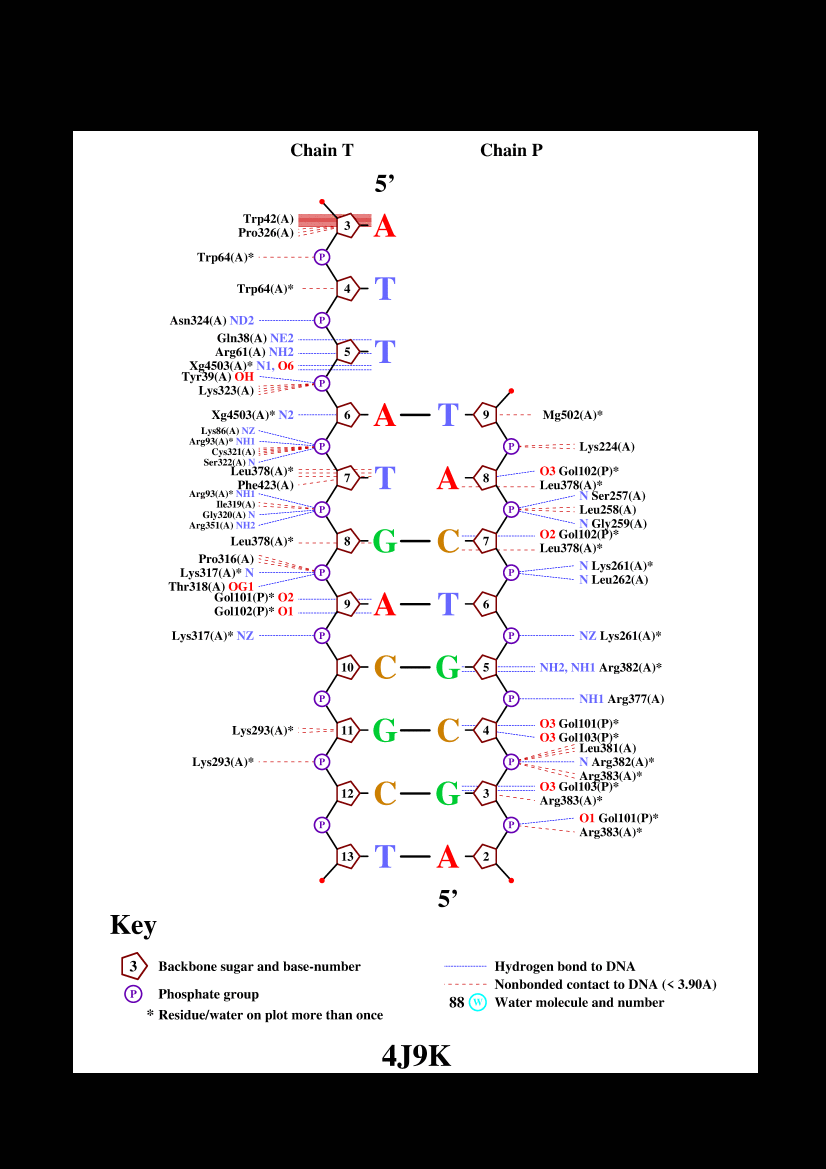 Chain T Chain P
5’
Trp42(A)
3 A
Pro326(A)
P
Trp64(A)*
Trp64(A)* 4 T
Asn324(A) ND2 P
Gln38(A) NE2
Arg61(A) NH2 5 T
Xg4503(A)* N1, O6
Tyr39(A) OH P
Lys323(A)
Xg4503(A)* N2 6 A T 9 Mg502(A)*
Lys86(A) NZ
Arg93(A)* NH1 P P Lys224(A)
Cys321(A)
Ser322(A) N
Leu378(A)* O3 Gol102(P)*
7 T A 8
Phe423(A) Leu378(A)*
Arg93(A)* NH1 N Ser257(A)
Ile319(A) P P Leu258(A)
Gly320(A) N
Arg351(A) NH2 N Gly259(A)
O2 Gol102(P)*
Leu378(A)* 8 G C 7
Leu378(A)*
Pro316(A) N Lys261(A)*
Lys317(A)* N P P
Thr318(A) OG1 N Leu262(A)
Gol101(P)* O2
9 A T 6
Gol102(P)* O1
Lys317(A)* NZ P P NZ Lys261(A)*
10 C G 5 NH2, NH1 Arg382(A)*
P P NH1 Arg377(A)
O3 Gol101(P)*
Lys293(A)* 11 G C 4
O3 Gol103(P)*
Leu381(A)
Lys293(A)* P P N Arg382(A)*
Arg383(A)*
O3 Gol103(P)*
12 C G 3
Arg383(A)*
O1 Gol101(P)*
P P
Arg383(A)*
13 T A 2
5’
Key
3 Backbone sugar and base-number
P Phosphate group
* Residue/water on plot more than once
Hydrogen bond to DNA
Nonbonded contact to DNA (< 3.90A)
88 W Water molecule and number
4J9K